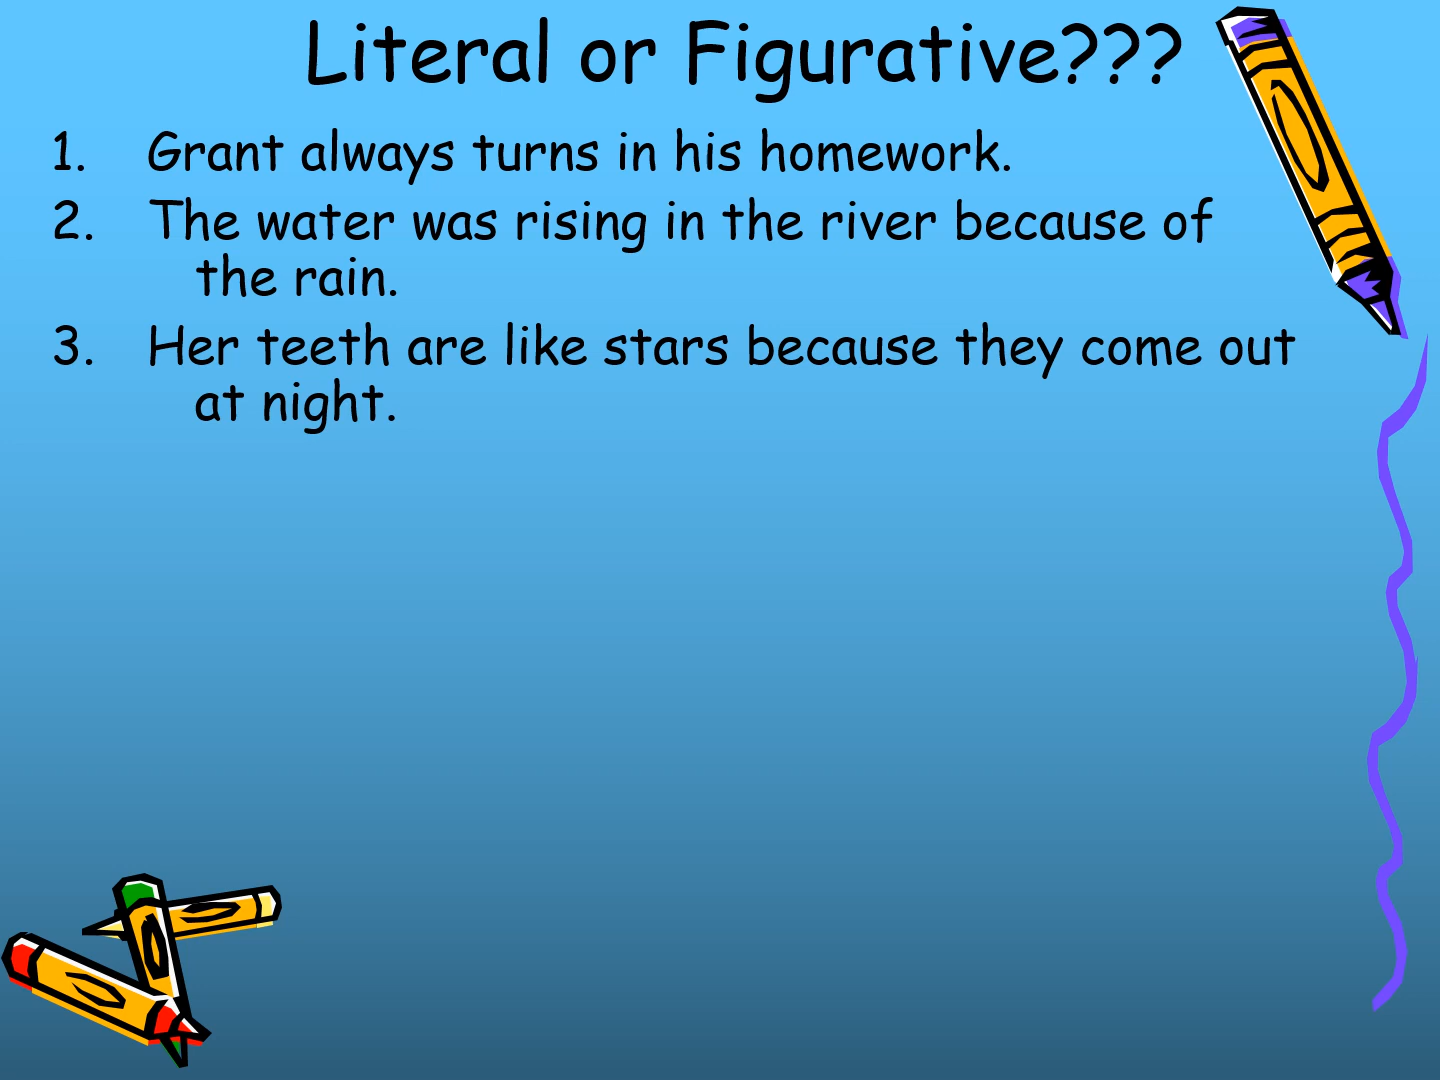 Literal or Figurative???
1. Grant always turns in his homework.
2. The water was rising in the river because of
the rain.
3. Her teeth are like stars because they come out
at night.